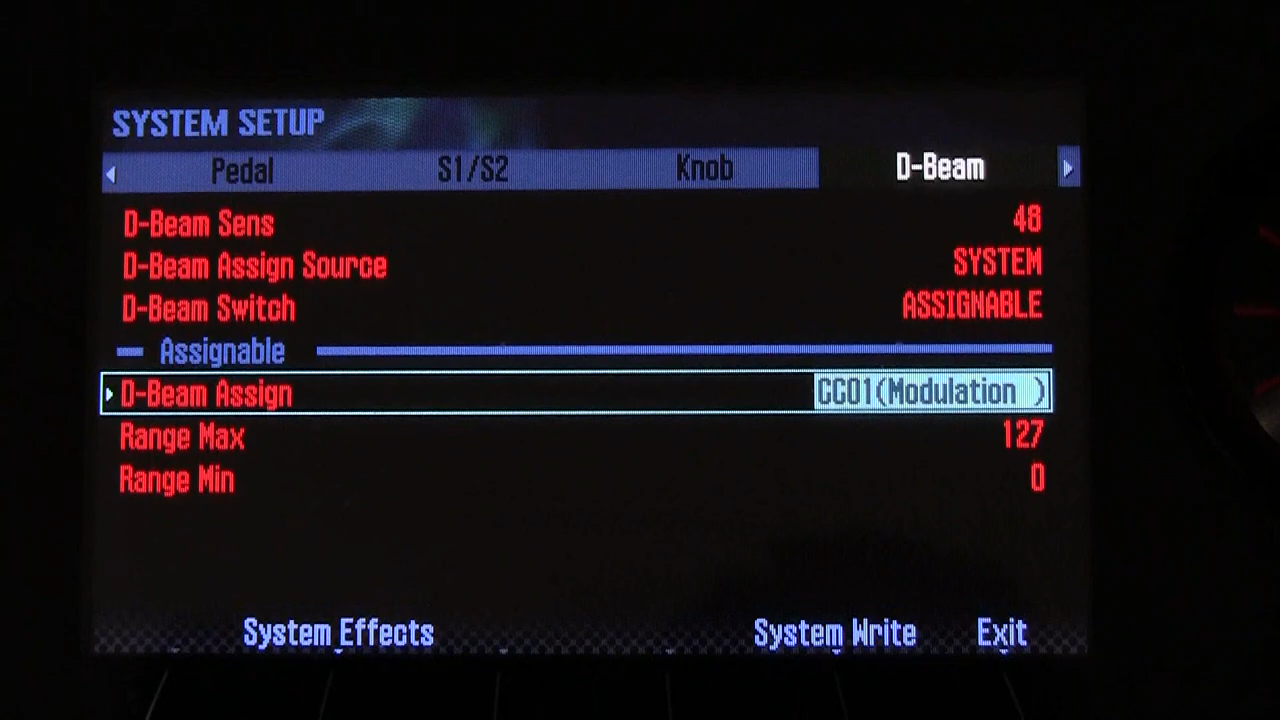 SYSTEM SETUP
Pedal S1/S2 Knob D-Beam
D-Beam Sens 48
D-Beam Assign Source SYSTEM
D-Beam Switch ASSIGNABLE
Assignable
D-Beam Assign CC01(Modulation )
Range Max 127
Range Min 0
System Effects System Write Exit